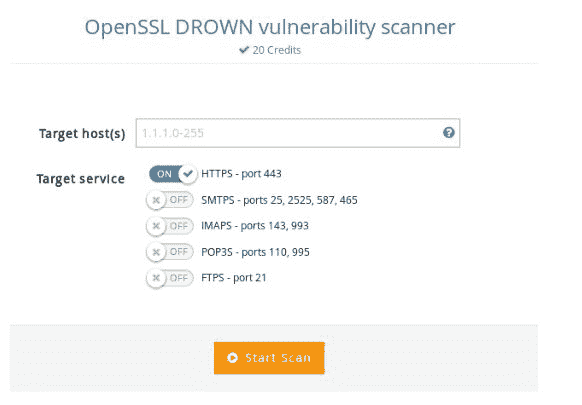 OpenSSL DROWN vulnerability scanner
20 Credits
Target host(s) 1.1.1.0-255
Target service ON HTTPS - port 443
OFF SMTPS - ports 25, 2525, 587, 465
OFF IMAPS - ports 143, 993
OFF POP3S - ports 110, 995
OFF FTPS - port 21
Start Scan